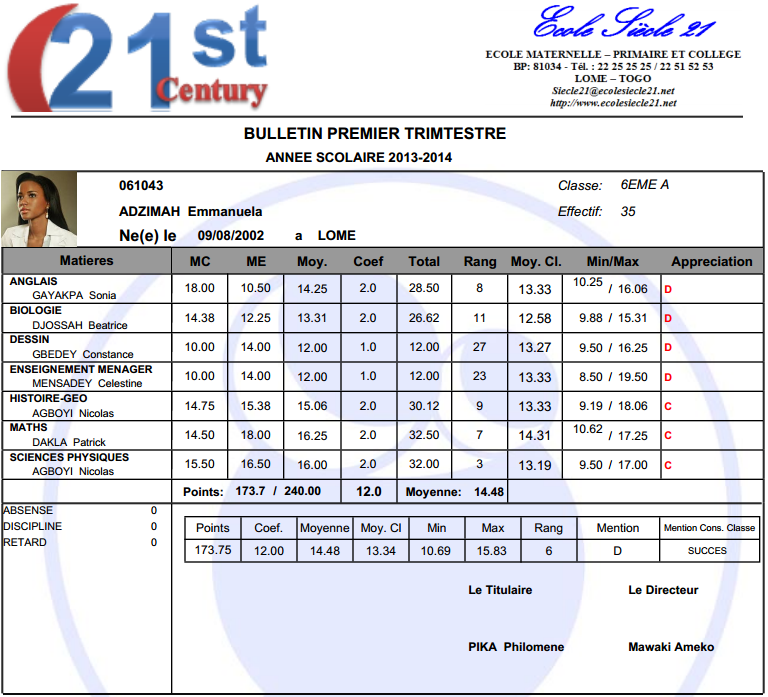 21st
Century
Ecole Siècle 21
ECOLE MATERNELLE – PRIMAIRE ET COLLEGE
BP: 81034 - Tél. : 22 25 25 25 / 22 51 52 53
LOME – TOGO
Siecle21@ecolesiecle21.net
http://www.ecolesiecle21.net
BULLETIN PREMIER TRIMTESTRE
ANNEE SCOLAIRE 2013-2014
061043 Classe: 6EME A
ADZIMAH Emmanuela Effectif: 35
Ne(e) le 09/08/2002 a LOME
Matieres MC ME Moy. Coef Total Rang Moy. Cl. Min/Max Appreciation
ANGLAIS
GAYAKPA Sonia 18.00 10.50 14.25 2.0 28.50 8 13.33 10.25 / 16.06 D
BIOLOGIE
DJOSSAH Beatrice 14.38 12.25 13.31 2.0 26.62 11 12.58 9.88 / 15.31 D
DESSIN
GBEDEY Constance 10.00 14.00 12.00 1.0 12.00 27 13.27 9.50 / 16.25 D
ENSEIGNEMENT MENAGER
MENSADEY Celestine 10.00 14.00 12.00 1.0 12.00 23 13.33 8.50 / 19.50 D
HISTOIRE-GEO
AGBOYI Nicolas 14.75 15.38 15.06 2.0 30.12 9 13.33 9.19 / 18.06 C
MATHS
DAKLA Patrick 14.50 18.00 16.25 2.0 32.50 7 14.31 10.62 / 17.25 C
SCIENCES PHYSIQUES
AGBOYI Nicolas 15.50 16.50 16.00 2.0 32.00 3 13.19 9.50 / 17.00 C
Points: 173.7 / 240.00 12.0 Moyenne: 14.48
ABSENSE 0
DISCIPLINE 0
RETARD 0
Points Coef. Moyenne Moy. Cl Min Max Rang Mention Mention Cons. Classe
173.75 12.00 14.48 13.34 10.69 15.83 6 D SUCCES
Le Titulaire Le Directeur
PIKA Philomene Mawaki Ameko